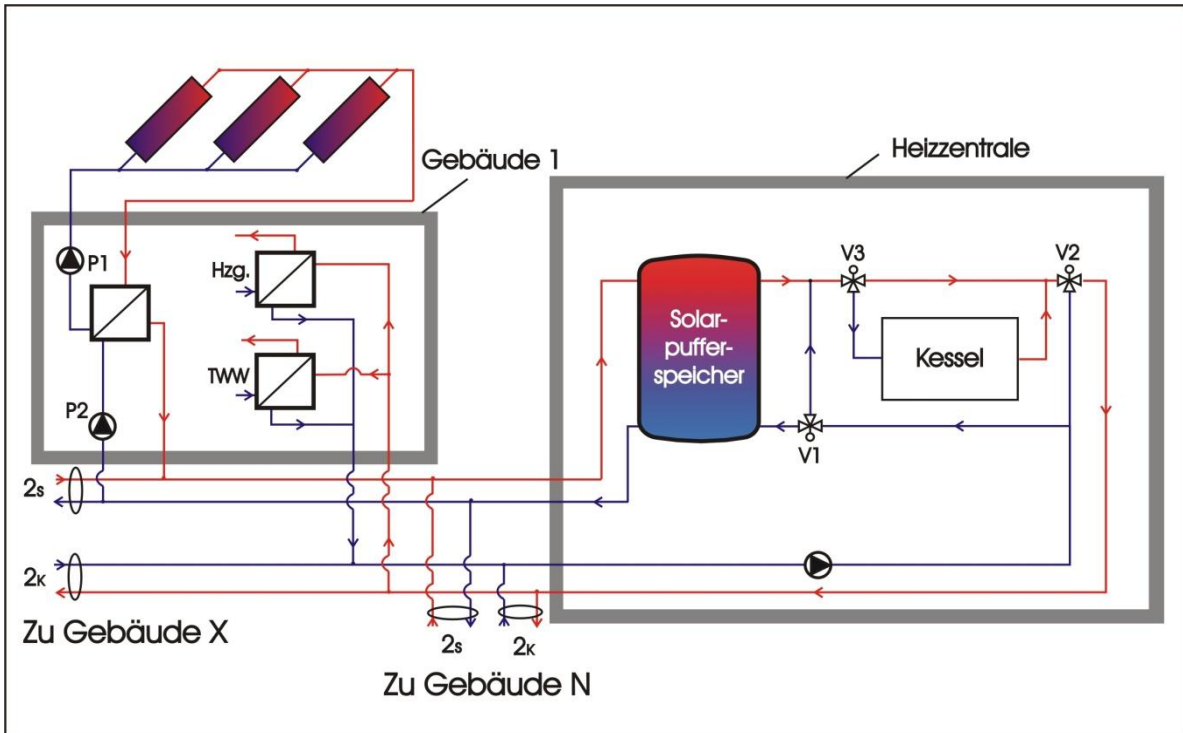 Gebäude 1
Heizzentrale
P1
Hzg.
TWW
P2
V3
V2
Solar-
puffer-
speicher
Kessel
V1
2s
2K
Zu Gebäude X
2s
2K
Zu Gebäude N